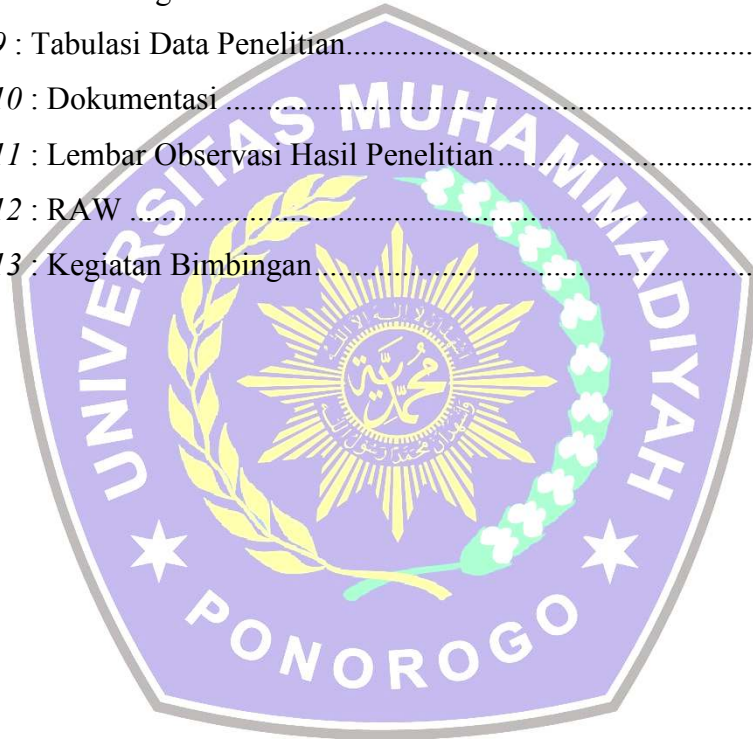 9 : Tabulasi Data Penelitian
10 : Dokumentasi
11 : Lembar Observasi Hasil Penelitian
12 : RAW
13 : Kegiatan Bimbingan
UNIVERSITAS MUHAMMADIYAH
PONOROGO
محمدية